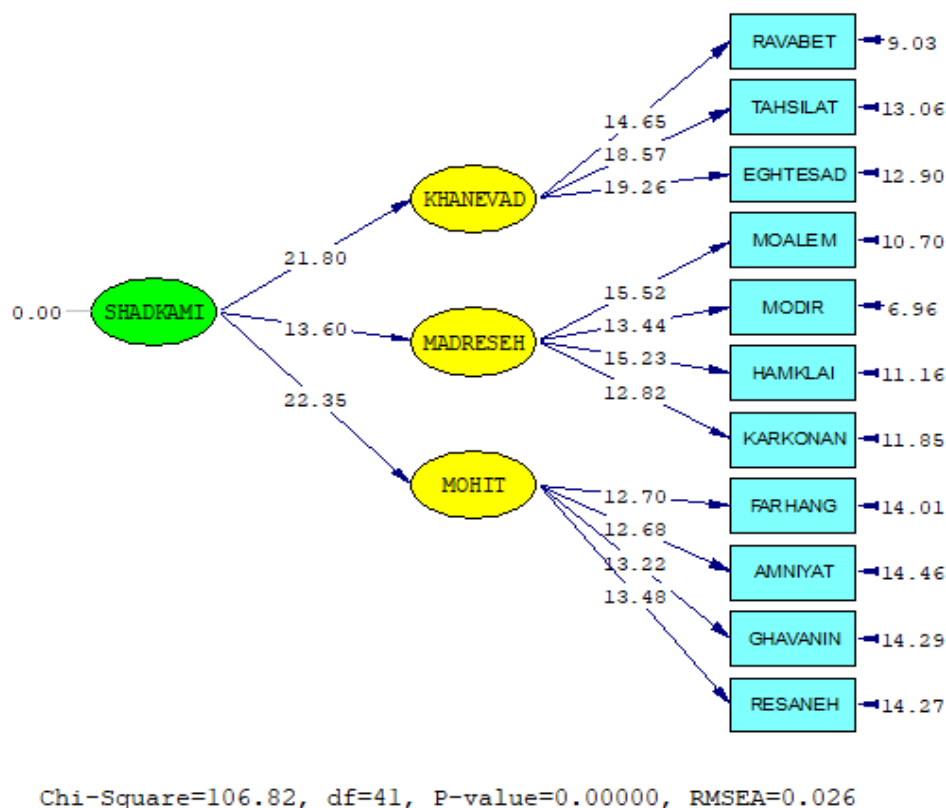 RAVABET
9.03
TAHSILAT
13.06
14.65
18.57
EGHTESAD
12.90
19.26
KHANEVAD
MOALEM
10.70
21.80
15.52
0.00
SHADKAMI
13.60
MADRESEH
13.44
MODIR
6.96
15.23
HAMKLAI
11.16
12.82
22.35
KARKONAN
11.85
MOHIT
12.70
FARHANG
14.01
12.68
13.22
AMNIYAT
14.46
13.48
GHAVANIN
14.29
RESANEH
14.27
Chi-Square=106.82, df=41, P-value=0.00000, RMSEA=0.026